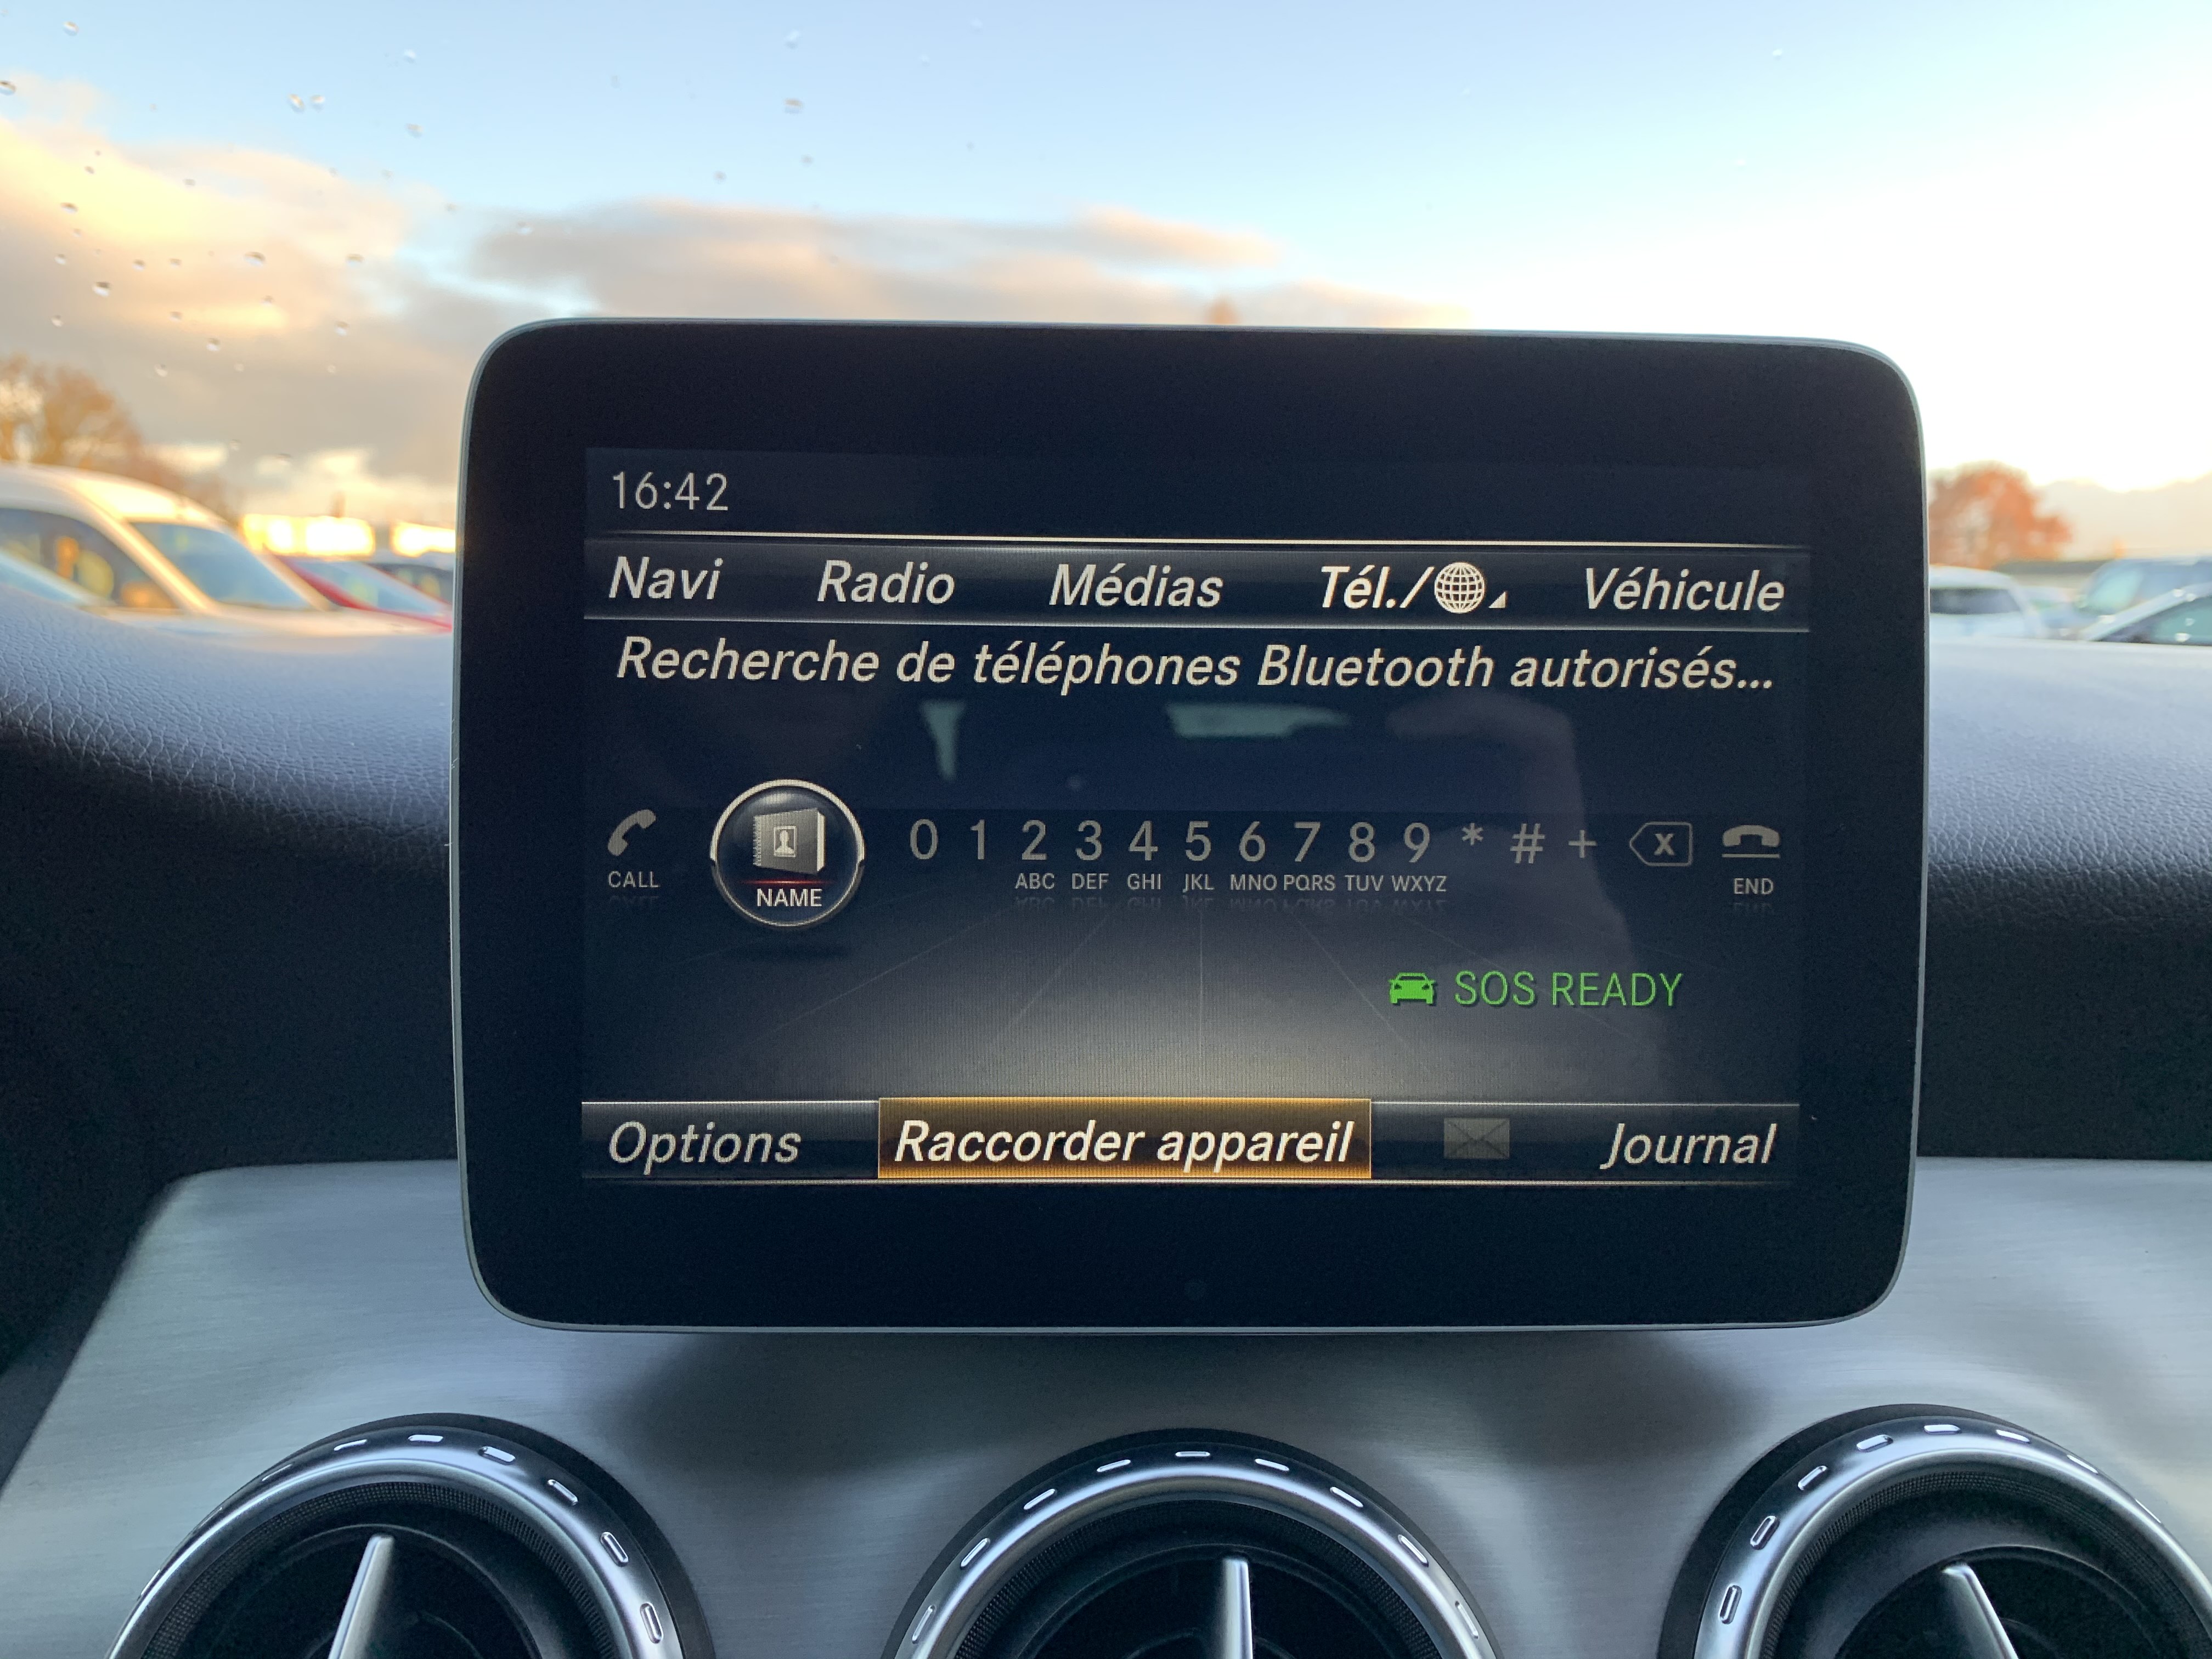 16:42
Navi Radio Médias Tél./ Véhicule
Recherche de téléphones Bluetooth autorisés...
0 1 2 3 4 5 6 7 8 9 * # + X
CALL NAME ABC DEF GHI JKL MNO PQRS TUV WXYZ END
SOS READY
Options Raccorder appareil Journal